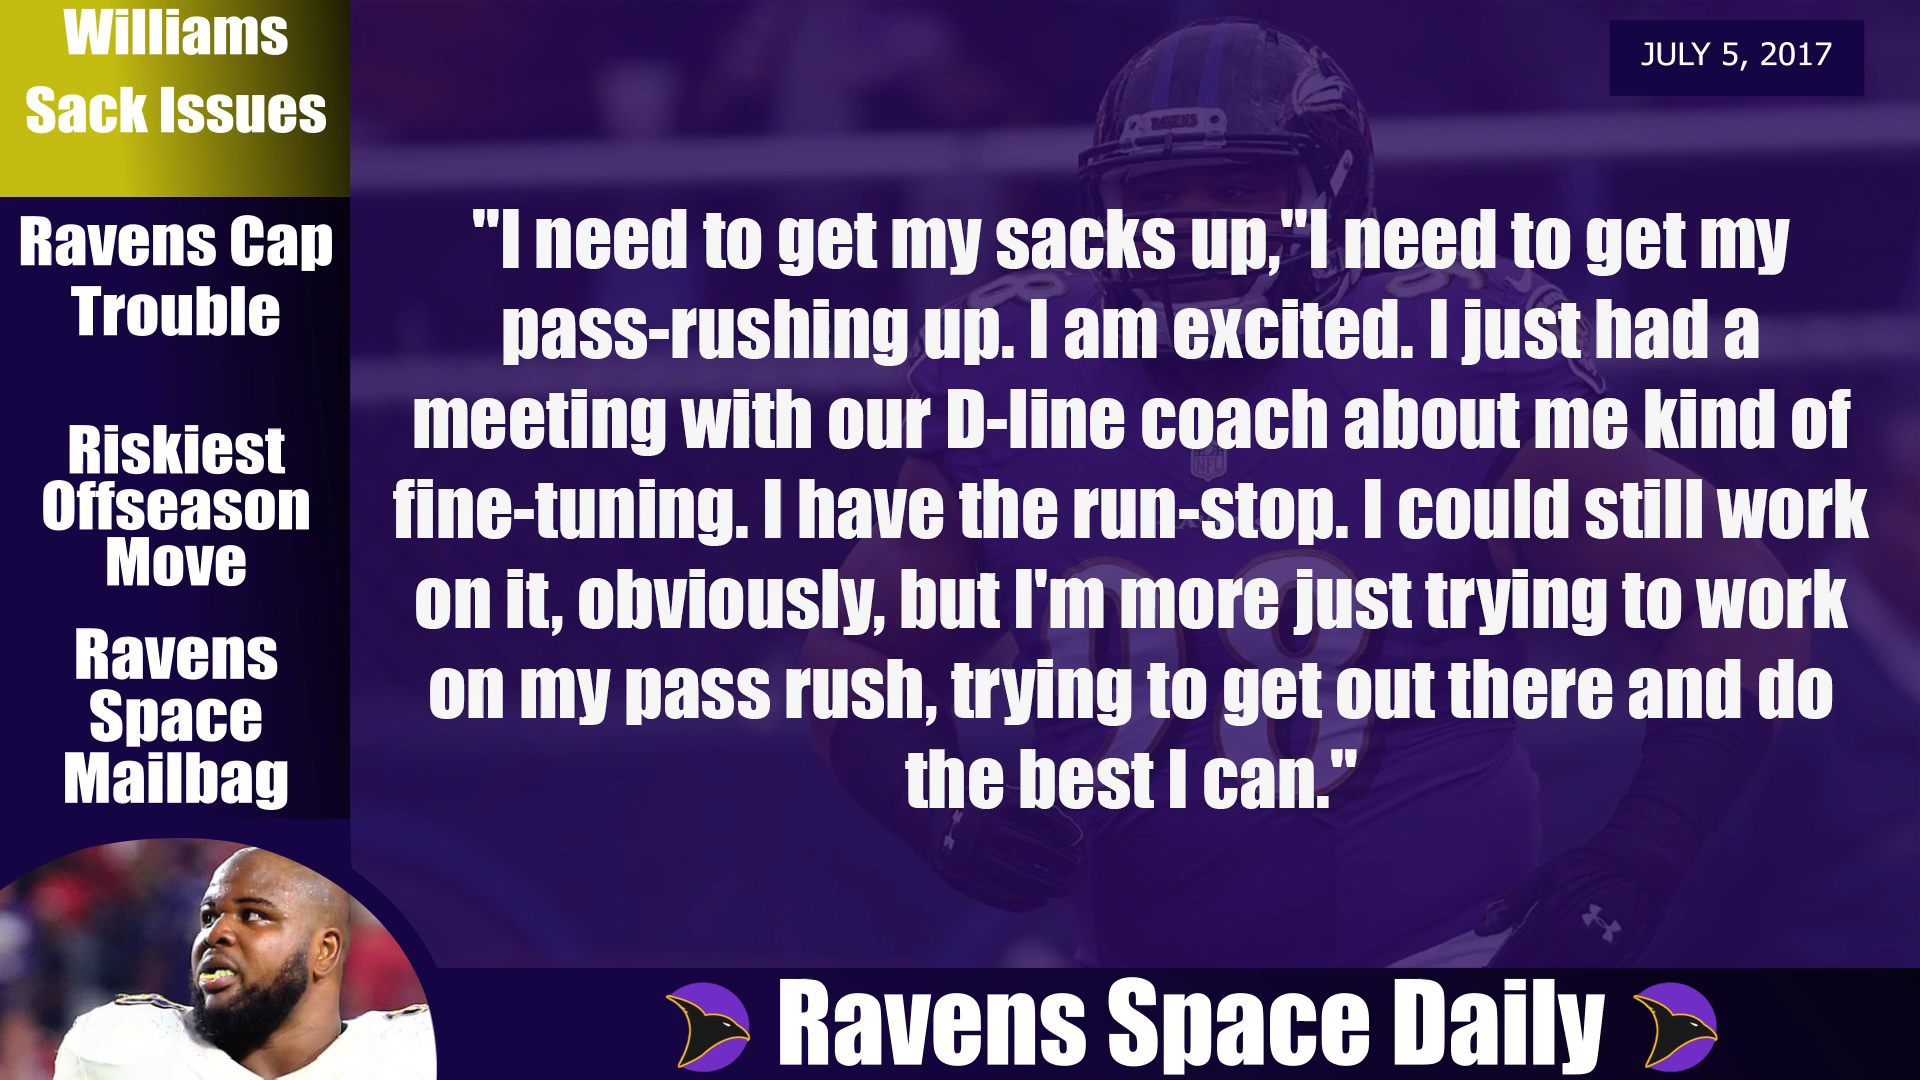 Williams
Sack Issues
Ravens Cap
Trouble
Riskiest
Offseason
Move
Ravens
Space
Mailbag
JULY 5, 2017
RAVENS
"I need to get my sacks up,"I need to get my
pass-rushing up. I am excited. I just had a
meeting with our D-line coach about me kind of
fine-tuning. I have the run-stop. I could still work
on it, obviously, but I'm more just trying to work
on my pass rush, trying to get out there and do
the best I can."
NFL
98
Ravens Space Daily